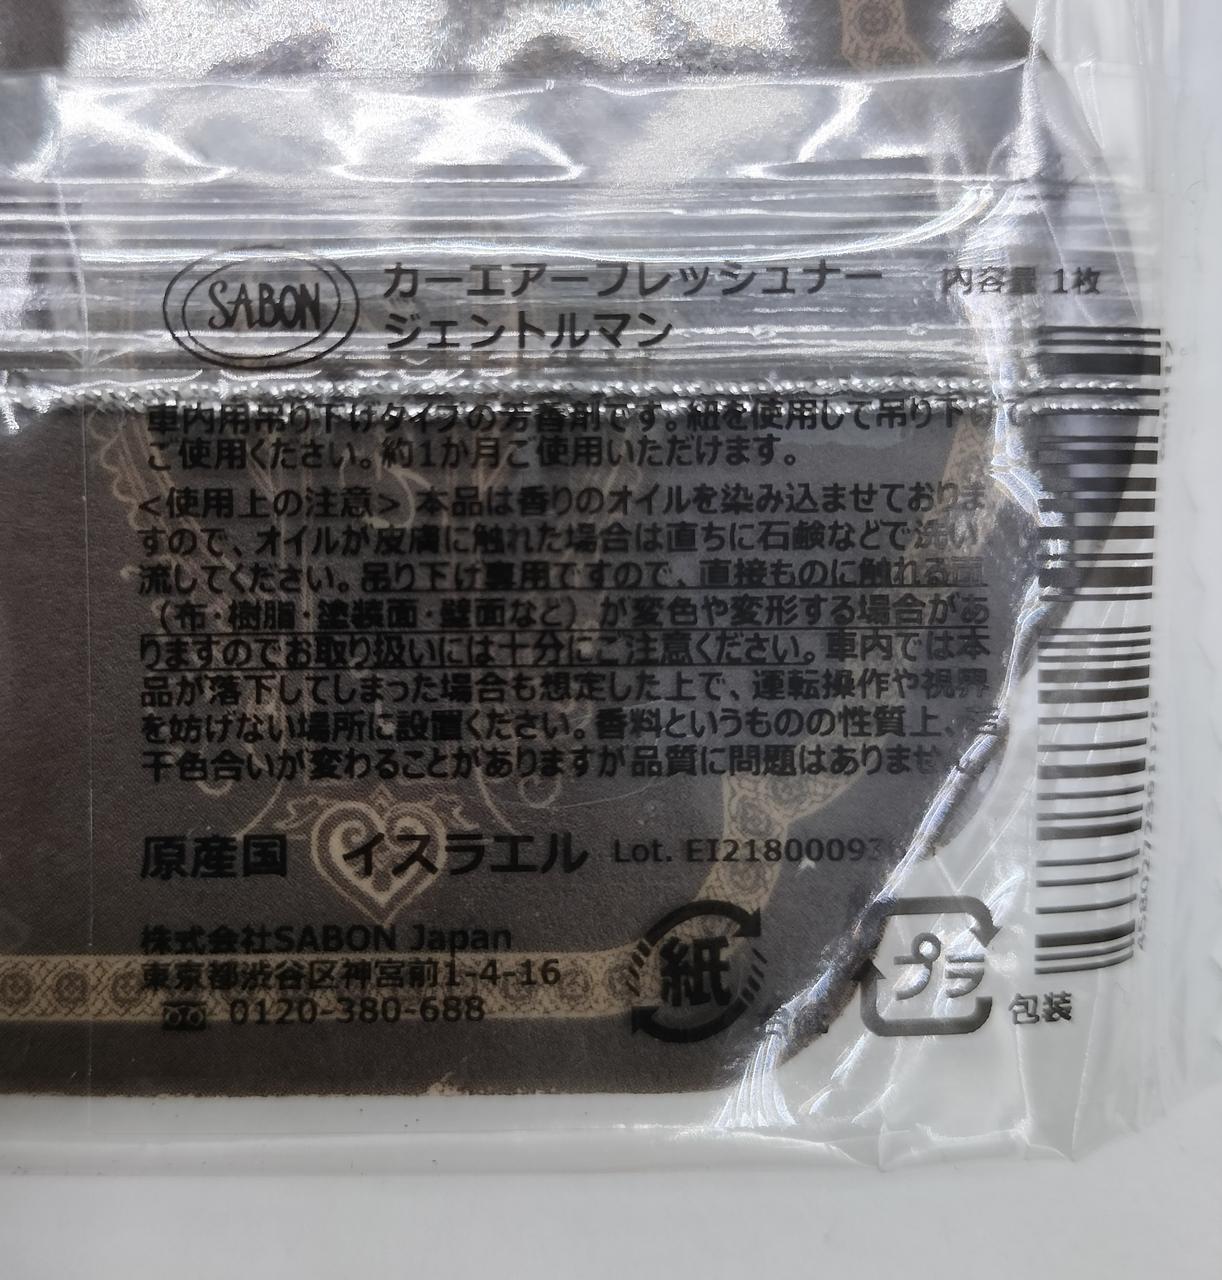 SABON
カーエアーフレッシュナー 内容量 1枚
ジェントルマン
車内用吊り下げタイプの芳香剤です。紐を使用して吊り下げて
ご使用ください。約1か月ご使用いただけます。
<使用上の注意> 本品は香りのオイルを染み込ませておりま
すので、オイルが皮膚に触れた場合は直ちに石鹸などで洗い
流してください。吊り下げ専用ですので、直接ものに触れる面
（布・樹脂・塗装面・壁面など）が変色や変形する場合があ
りますのでお取り扱いには十分にご注意ください。車内では本
品が落下してしまった場合も想定した上で、運転操作や視界
を妨げない場所に設置ください。香料というものの性質上、
干色合いが変わることがありますが品質に問題はありませ
原産国 イスラエル Lot.
株式会社SABON Japan
東京都渋谷区神宮前1-4-16
0120-380-688
紙
プラ
包装